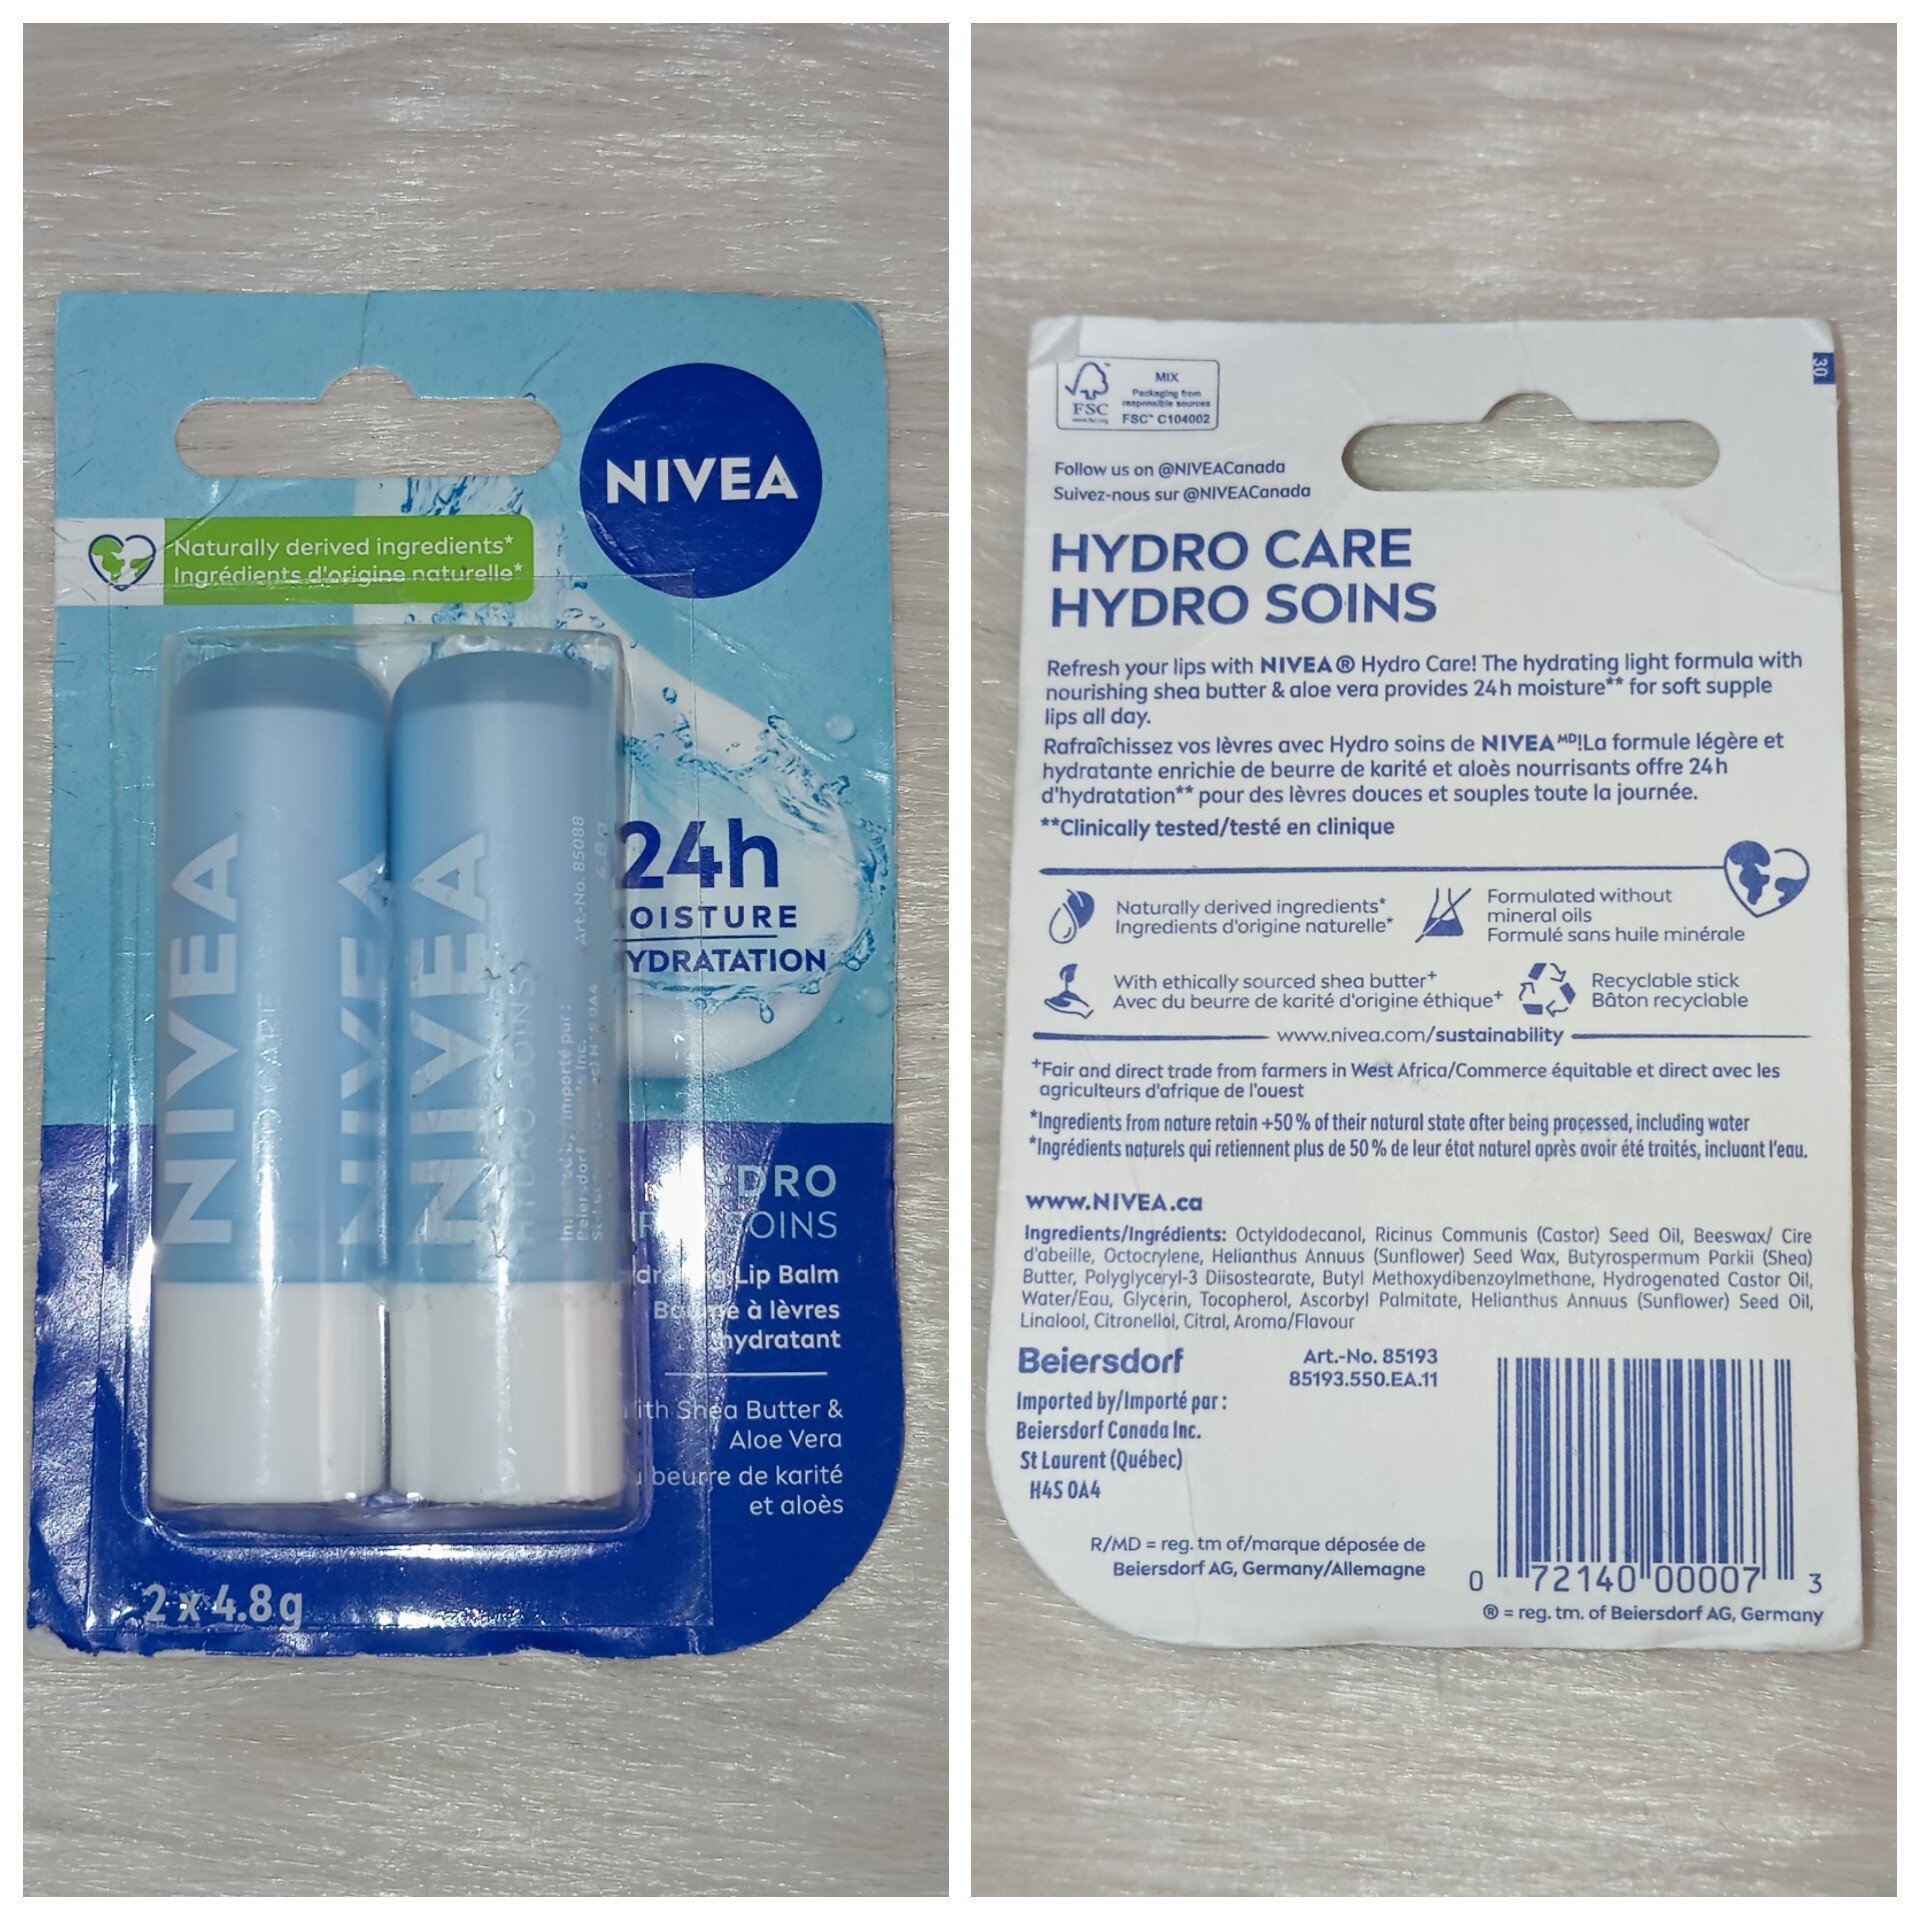 NIVEA
Naturally derived ingredients*
Ingrédients d'origine naturelle*
24h
OISTURE
YDRATATION
DRO
SOINS
Lip Balm
à lèvres
hydratant
Shea Butter &
Aloe Vera
beurre de karité
et aloès
2 x 4.8g
NIVEA
NIVEA
NIVEA
HYDRO SOINS
Art.-No. 85088
4.8g
FSC
MIX
Packaging from
responsible sources
FSC™ C104002
30
Follow us on @NIVEACanada
Suivez-nous sur @NIVEACanada
HYDRO CARE
HYDRO SOINS
Refresh your lips with NIVEA® Hydro Care! The hydrating light formula with
nourishing shea butter & aloe vera provides 24h moisture** for soft supple
lips all day.
Rafraîchissez vos lèvres avec Hydro soins de NIVEAᴹᴰ!La formule légère et
hydratante enrichie de beurre de karité et aloès nourrisants offre 24h
d'hydratation** pour des lèvres douces et souples toute la journée.
**Clinically tested/testé en clinique
Naturally derived ingredients*
Ingredients d'origine naturelle*
Formulated without
mineral oils
Formulé sans huile minérale
With ethically sourced shea butter⁺
Avec du beurre de karité d'origine éthique⁺
Recyclable stick
Bâton recyclable
www.nivea.com/sustainability
⁺Fair and direct trade from farmers in West Africa/Commerce équitable et direct avec les
agriculteurs d'afrique de l'ouest
*Ingredients from nature retain +50 % of their natural state after being processed, including water
*Ingrédients naturels qui retiennent plus de 50 % de leur état naturel après avoir été traités, incluant l'eau.
www.NIVEA.ca
Ingredients/Ingrédients: Octyldodecanol, Ricinus Communis (Castor) Seed Oil, Beeswax/ Cire
d'abeille, Octocrylene, Helianthus Annuus (Sunflower) Seed Wax, Butyrospermum Parkii (Shea)
Butter, Polyglyceryl-3 Diisostearate, Butyl Methoxydibenzoylmethane, Hydrogenated Castor Oil,
Water/Eau, Glycerin, Tocopherol, Ascorbyl Palmitate, Helianthus Annuus (Sunflower) Seed Oil,
Linalool, Citronellol, Citral, Aroma/Flavour
Beiersdorf
Art.-No. 85193
85193.550.EA.11
Imported by/Importé par :
Beiersdorf Canada Inc.
St Laurent (Québec)
H4S 0A4
R/MD = reg. tm of/marque déposée de
Beiersdorf AG, Germany/Allemagne
0 72140 00007 3
® = reg. tm. of Beiersdorf AG, Germany